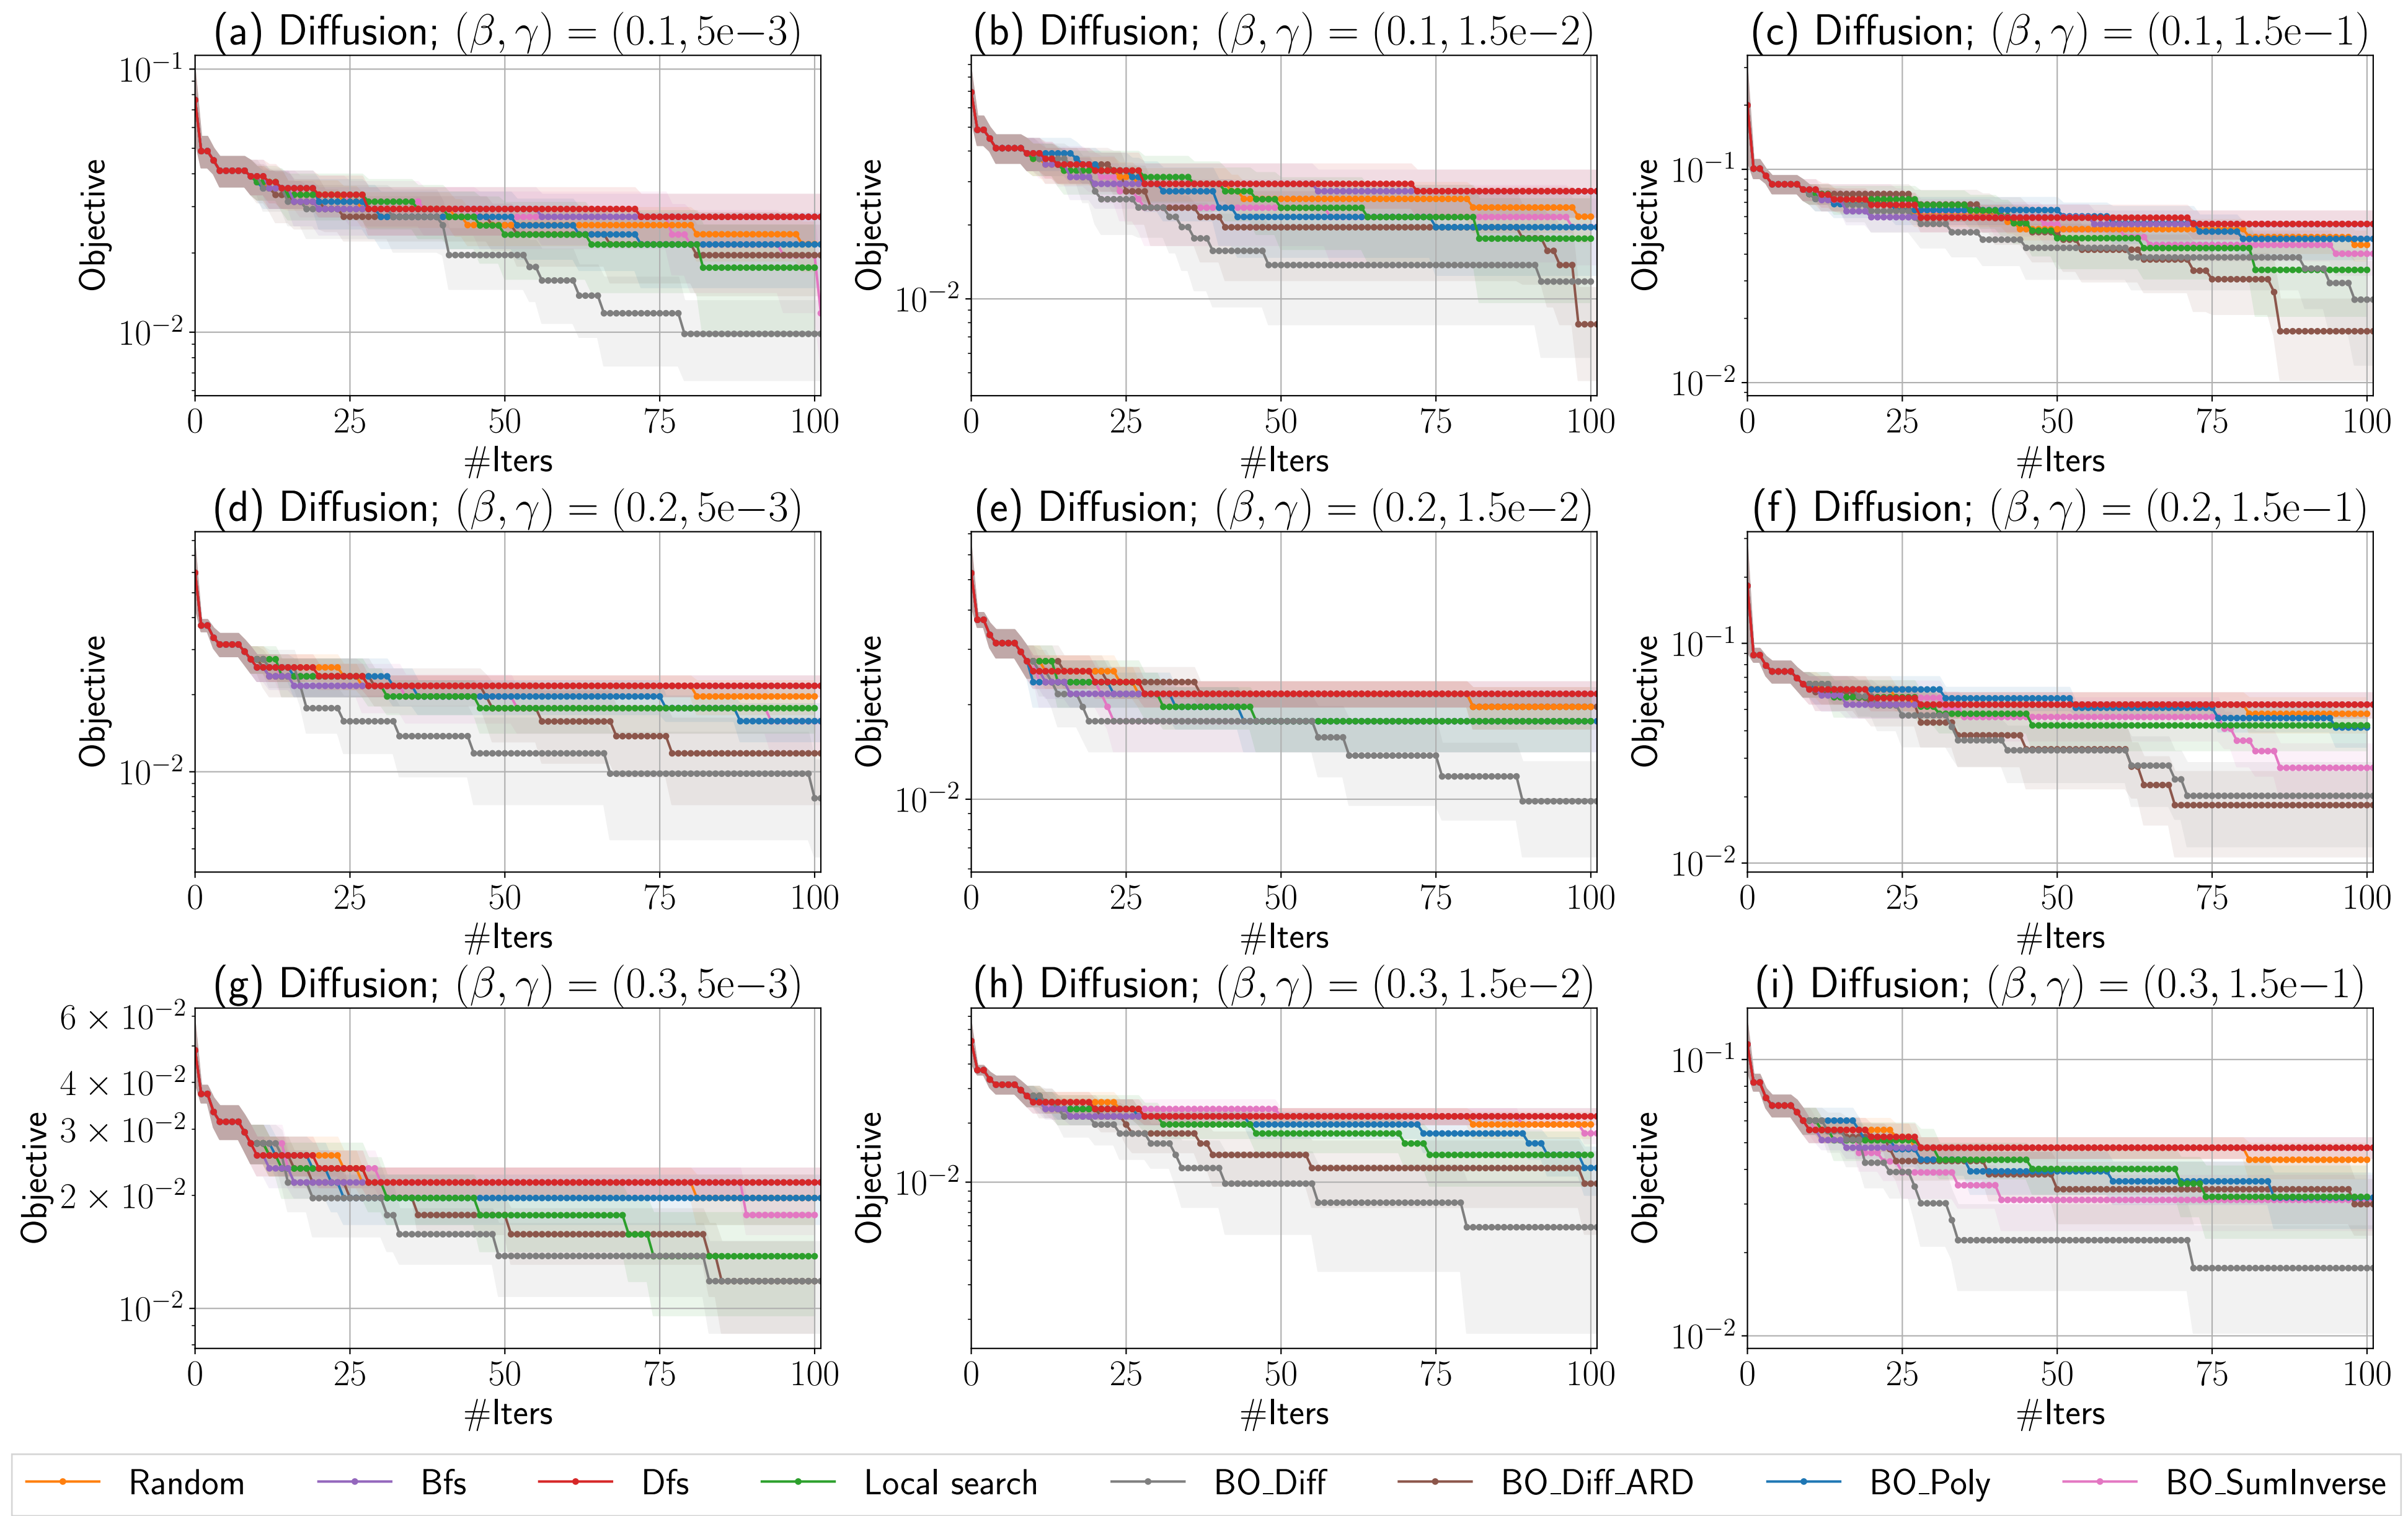 (a) Diffusion; (β, γ) = (0.1, 5e−3)
(b) Diffusion; (β, γ) = (0.1, 1.5e−2)
(c) Diffusion; (β, γ) = (0.1, 1.5e−1)
Objective
10⁻¹
10⁻²
0 25 50 75 100
#Iters
Objective
10⁻²
0 25 50 75 100
#Iters
Objective
10⁻¹
10⁻²
0 25 50 75 100
#Iters
(d) Diffusion; (β, γ) = (0.2, 5e−3)
(e) Diffusion; (β, γ) = (0.2, 1.5e−2)
(f) Diffusion; (β, γ) = (0.2, 1.5e−1)
Objective
10⁻²
0 25 50 75 100
#Iters
Objective
10⁻²
0 25 50 75 100
#Iters
Objective
10⁻¹
10⁻²
0 25 50 75 100
#Iters
(g) Diffusion; (β, γ) = (0.3, 5e−3)
(h) Diffusion; (β, γ) = (0.3, 1.5e−2)
(i) Diffusion; (β, γ) = (0.3, 1.5e−1)
Objective
6 × 10⁻²
4 × 10⁻²
3 × 10⁻²
2 × 10⁻²
10⁻²
0 25 50 75 100
#Iters
Objective
10⁻²
0 25 50 75 100
#Iters
Objective
10⁻¹
10⁻²
0 25 50 75 100
#Iters
Random Bfs Dfs Local search BO_Diff BO_Diff_ARD BO_Poly BO_SumInverse